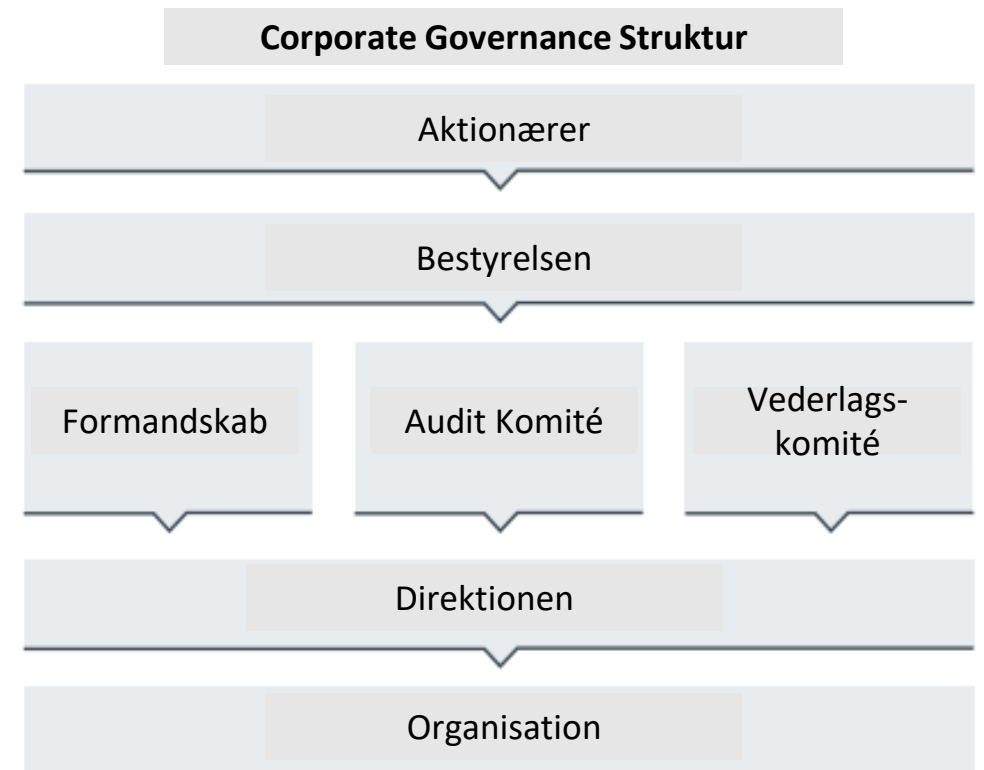 Corporate Governance Struktur
Aktionærer
Bestyrelsen
Formandskab
Audit Komité
Vederlags-
komité
Direktionen
Organisation